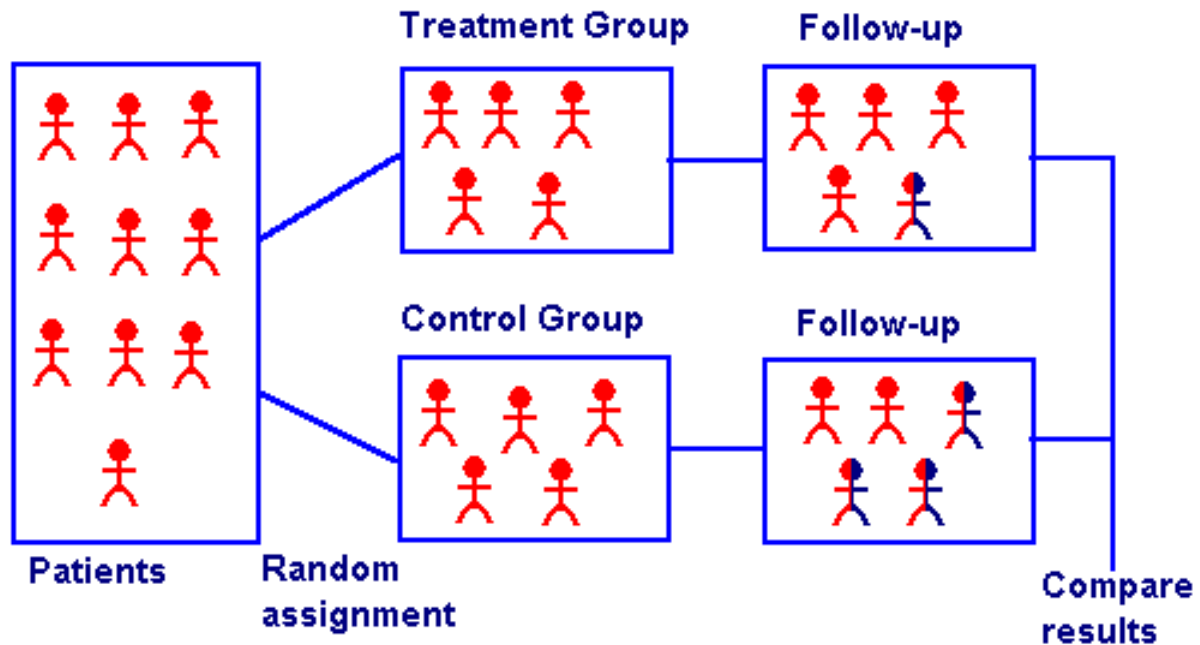 Treatment Group
Follow-up
Control Group
Follow-up
Patients
Random
assignment
Compare
results